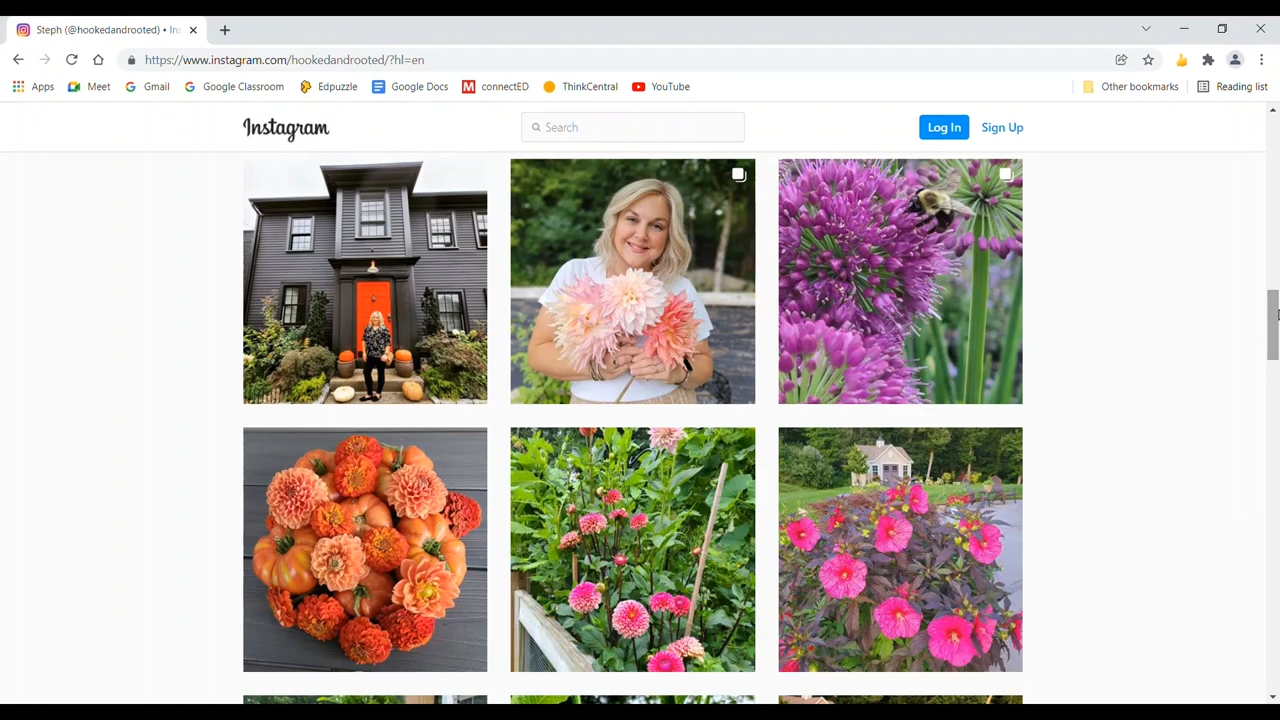 Steph (@hookedandrooted) • Ins
https://www.instagram.com/hookedandrooted/?hl=en
Apps Meet Gmail Google Classroom Edpuzzle Google Docs connectED ThinkCentral YouTube Other bookmarks Reading list
Instagram Search Log In Sign Up